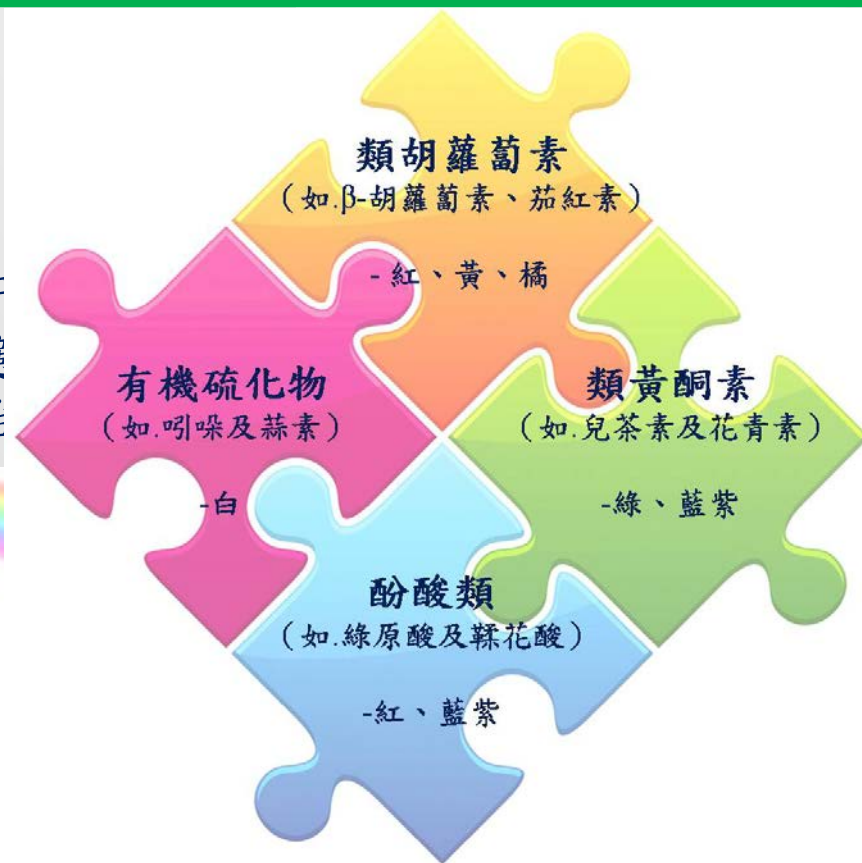 類胡蘿蔔素
（如.β-胡蘿蔔素、茄紅素）
- 紅、黃、橘
有機硫化物
（如.吲哚及蒜素）
-白
類黃酮素
（如.兒茶素及花青素）
-綠、藍紫
酚酸類
（如.綠原酸及鞣花酸）
-紅、藍紫